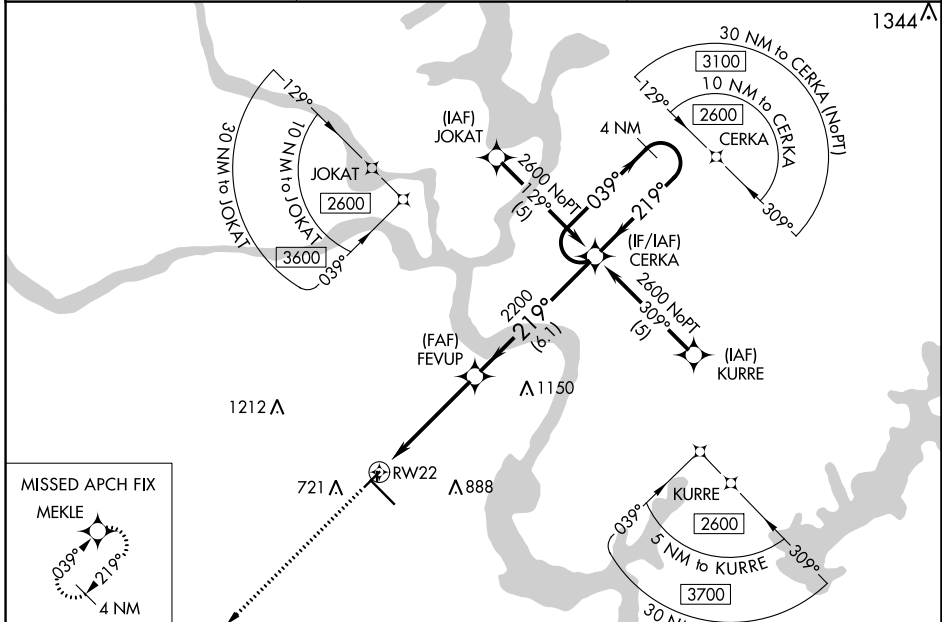 1344
30 NM to CERKA (NoPT)
3100
10 NM to CERKA
2600
129°
CERKA
309°
(IAF)
JOKAT
4 NM
129°
30 NM to JOKAT
10 NM to JOKAT
JOKAT
2600
3600
039°
2600 NoPT
129°
(5)
039°
219°
(IF/IAF)
CERKA
2600 NoPT
309°
(5)
(IAF)
KURRE
2200
219°
(6.1)
(FAF)
FEVUP
1150
1212
RW22
721
888
MISSED APCH FIX
MEKLE
039°
219°
4 NM
KURRE
2600
039°
309°
5 NM to KURRE
3700
30